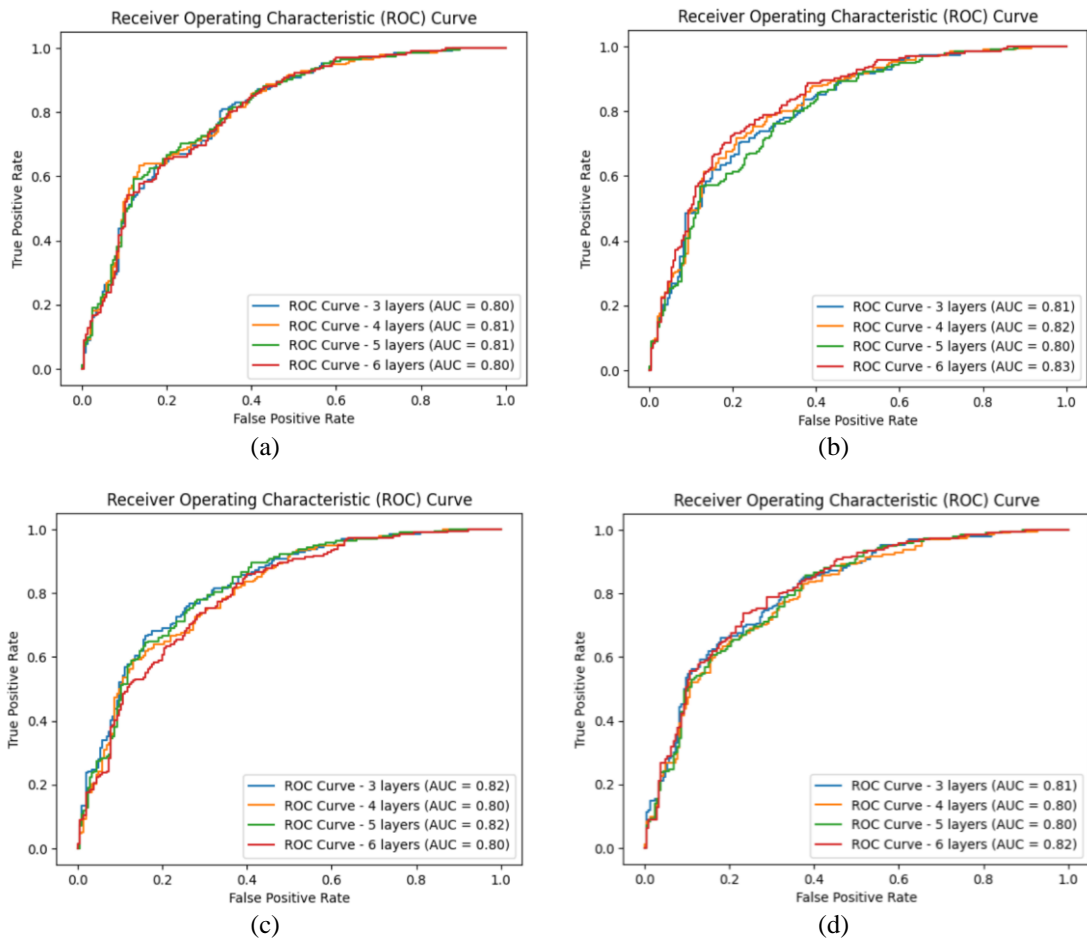 Receiver Operating Characteristic (ROC) Curve
1.0
0.8
0.6
0.4
0.2
0.0
True Positive Rate
ROC Curve - 3 layers (AUC = 0.80)
ROC Curve - 4 layers (AUC = 0.81)
ROC Curve - 5 layers (AUC = 0.81)
ROC Curve - 6 layers (AUC = 0.80)
0.0 0.2 0.4 0.6 0.8 1.0
False Positive Rate
(a)
Receiver Operating Characteristic (ROC) Curve
1.0
0.8
0.6
0.4
0.2
0.0
True Positive Rate
ROC Curve - 3 layers (AUC = 0.81)
ROC Curve - 4 layers (AUC = 0.82)
ROC Curve - 5 layers (AUC = 0.80)
ROC Curve - 6 layers (AUC = 0.83)
0.0 0.2 0.4 0.6 0.8 1.0
False Positive Rate
(b)
Receiver Operating Characteristic (ROC) Curve
1.0
0.8
0.6
0.4
0.2
0.0
True Positive Rate
ROC Curve - 3 layers (AUC = 0.82)
ROC Curve - 4 layers (AUC = 0.80)
ROC Curve - 5 layers (AUC = 0.82)
ROC Curve - 6 layers (AUC = 0.80)
0.0 0.2 0.4 0.6 0.8 1.0
False Positive Rate
(c)
Receiver Operating Characteristic (ROC) Curve
1.0
0.8
0.6
0.4
0.2
0.0
True Positive Rate
ROC Curve - 3 layers (AUC = 0.81)
ROC Curve - 4 layers (AUC = 0.80)
ROC Curve - 5 layers (AUC = 0.80)
ROC Curve - 6 layers (AUC = 0.82)
0.0 0.2 0.4 0.6 0.8 1.0
False Positive Rate
(d)